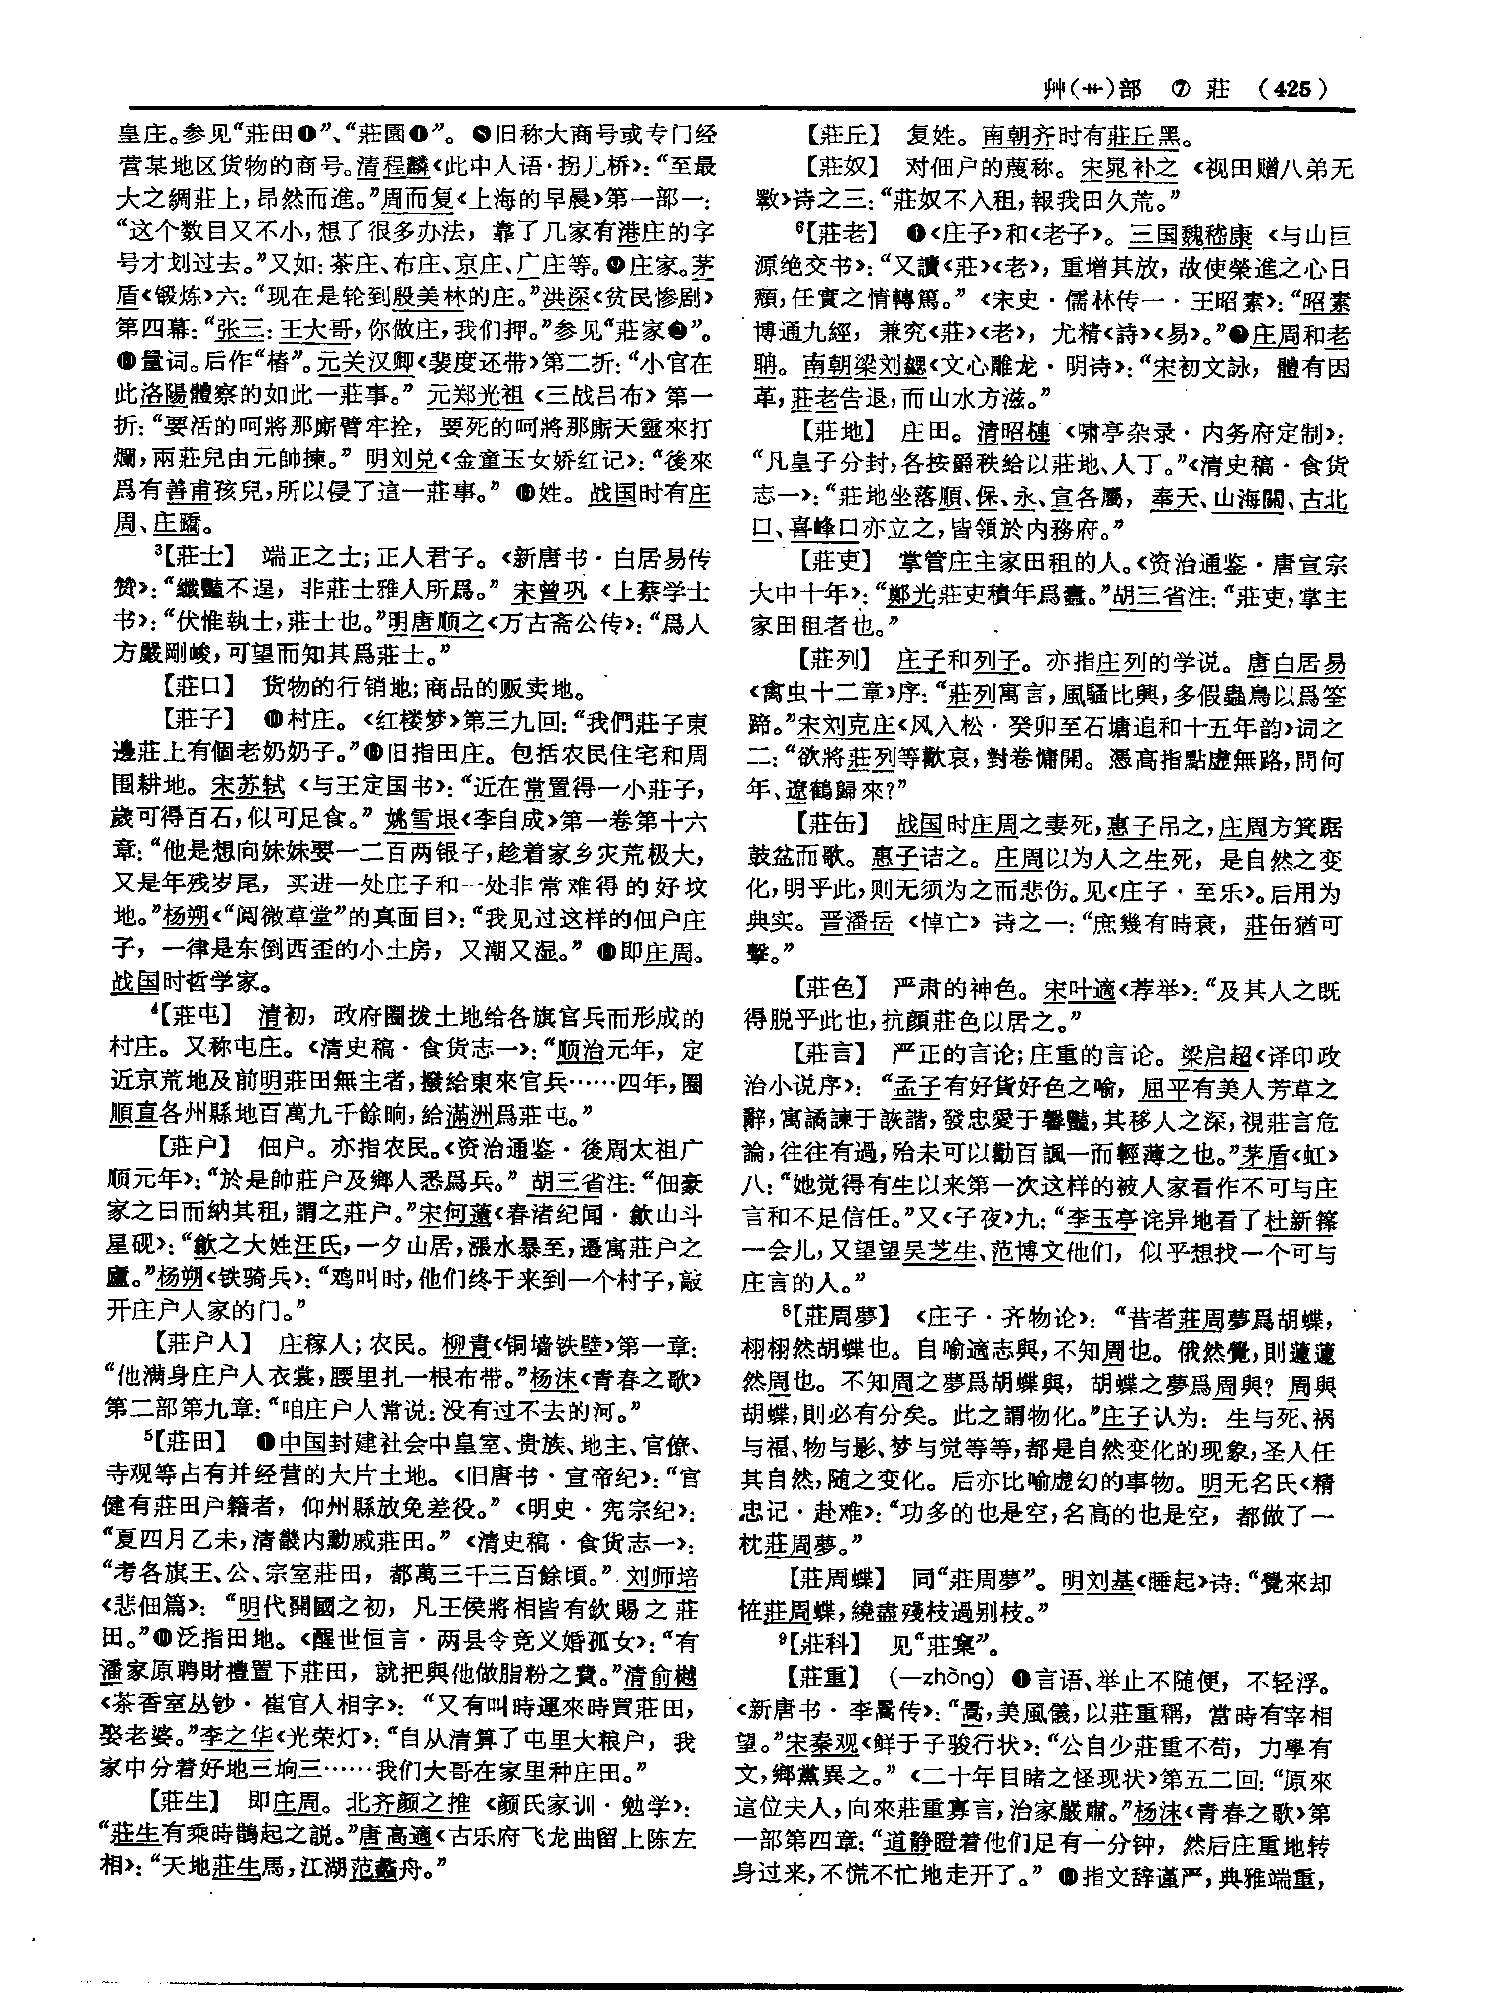 艸(艹)部 ⑦ 莊 (425)
皇庄。参见“莊田❶”、“莊園❶”。❽旧称大商号或专门经
营某地区货物的商号。清程麟《此中人语·拐儿桥》：“至最
大之綢莊上，昂然而進。”周而复《上海的早晨》第一部一：
“这个数目又不小，想了很多办法，靠了几家有港庄的字
号才划过去。”又如：茶庄、布庄、京庄、广庄等。❾庄家。茅
盾《锻炼》六：“现在是轮到殷美林的庄。”洪深《贫民惨剧》
第四幕：“张三：王大哥，你做庄，我们押。”参见“莊家❷”。
❿量词。后作“樁”。元关汉卿《裴度还带》第二折：“小官在
此洛陽體察的如此一莊事。”元郑光祖《三战吕布》第一
折：“要活的呵將那廝臂牢拴，要死的呵將那廝天靈來打
爛，兩莊兒由元帥揀。”明刘兑《金童玉女娇红记》：“後來
爲有善甫孩兒，所以侵了這一莊事。”⓫姓。战国时有庄
周、庄蹻。
³【莊士】 端正之士；正人君子。《新唐书·白居易传
赞》：“纖豔不逞，非莊士雅人所爲。”宋曾巩《上蔡学士
书》：“伏惟執士，莊士也。”明唐顺之《万古斋公传》：“爲人
方嚴剛峻，可望而知其爲莊士。”
【莊口】 货物的行销地；商品的贩卖地。
【莊子】 ❶村庄。《红楼梦》第三九回：“我們莊子東
邊莊上有個老奶奶子。”❷旧指田庄。包括农民住宅和周
围耕地。宋苏轼《与王定国书》：“近在常置得一小莊子，
歲可得百石，似可足食。”姚雪垠《李自成》第一卷第十六
章：“他是想向妹妹要一二百两银子，趁着家乡灾荒极大，
又是年残岁尾，买进一处庄子和一处非常难得的好坟
地。”杨朔《“阅微草堂”的真面目》：“我见过这样的佃户庄
子，一律是东倒西歪的小土房，又潮又湿。”❸即庄周。
战国时哲学家。
⁴【莊屯】 清初，政府圈拨土地给各旗官兵而形成的
村庄。又称屯庄。《清史稿·食货志一》：“顺治元年，定
近京荒地及前明莊田無主者，撥給東來官兵……四年，圈
順直各州縣地百萬九千餘晌，給滿洲爲莊屯。”
【莊户】 佃户。亦指农民。《资治通鉴·後周太祖广
顺元年》：“於是帥莊户及鄉人悉爲兵。”胡三省注：“佃豪
家之田而納其租，謂之莊户。”宋何薳《春渚纪闻·歙山斗
星砚》：“歙之大姓汪氏，一夕山居，漲水暴至，遷寓莊户之
廬。”杨朔《铁骑兵》：“鸡叫时，他们终于来到一个村子，敲
开庄户人家的门。”
【莊户人】 庄稼人；农民。柳青《铜墙铁壁》第一章：
“他满身庄户人衣裳，腰里扎一根布带。”杨沫《青春之歌》
第二部第九章：“咱庄户人常说：没有过不去的河。”
⁵【莊田】 ❶中国封建社会中皇室、贵族、地主、官僚、
寺观等占有并经营的大片土地。《旧唐书·宣帝纪》：“官
健有莊田户籍者，仰州縣放免差役。”《明史·宪宗纪》：
“夏四月乙未，清畿内勳戚莊田。”《清史稿·食货志一》：
“考各旗王、公、宗室莊田，都萬三千三百餘頃。”刘师培
《悲佃篇》：“明代開國之初，凡王侯將相皆有欽賜之莊
田。”❷泛指田地。《醒世恒言·两县令竞义婚孤女》：“有
潘家原聘財禮置下莊田，就把與他做脂粉之費。”清俞樾
《茶香室丛钞·崔官人相字》：“又有叫時運來時買莊田，
娶老婆。”李之华《光荣灯》：“自从清算了屯里大粮户，我
家中分着好地三垧三……我们大哥在家里种庄田。”
【莊生】 即庄周。北齐颜之推《颜氏家训·勉学》：
“莊生有乘時鵲起之説。”唐高適《古乐府飞龙曲留上陈左
相》：“天地莊生馬，江湖范蠡舟。”
【莊丘】 复姓。南朝齐时有莊丘黑。
【莊奴】 对佃户的蔑称。宋晁补之《视田赠八弟无
斁》诗之三：“莊奴不入租，報我田久荒。”
⁶【莊老】 ❶《庄子》和《老子》。三国魏嵇康《与山巨
源绝交书》：“又讀《莊》《老》，重增其放，故使榮進之心日
頹，任實之情轉篤。”《宋史·儒林传一·王昭素》：“昭素
博通九經，兼究《莊》《老》，尤精《詩》《易》。”❷庄周和老
聃。南朝梁刘勰《文心雕龙·明诗》：“宋初文詠，體有因
革，莊老告退，而山水方滋。”
【莊地】 庄田。清昭槤《啸亭杂录·内务府定制》：
“凡皇子分封，各按爵秩給以莊地、人丁。”《清史稿·食货
志一》：“莊地坐落順、保、永、宣各屬，奉天、山海關、古北
口、喜峰口亦立之，皆領於内務府。”
【莊吏】 掌管庄主家田租的人。《资治通鉴·唐宣宗
大中十年》：“鄭光莊吏積年爲蠹。”胡三省注：“莊吏，掌主
家田租者也。”
【莊列】 庄子和列子。亦指庄列的学说。唐白居易
《禽虫十二章》序：“莊列寓言，風騷比興，多假蟲鳥以爲筌
蹄。”宋刘克庄《风入松·癸卯至石塘追和十五年韵》词之
二：“欲將莊列等歡哀，對卷慵開。憑高指點虚無路，問何
年、遼鶴歸來？”
【莊缶】 战国时庄周之妻死，惠子吊之，庄周方箕踞
鼓盆而歌。惠子诘之。庄周以为人之生死，是自然之变
化，明乎此，则无须为之而悲伤。见《庄子·至乐》。后用为
典实。晋潘岳《悼亡》诗之一：“庶幾有時衰，莊缶猶可
擊。”
【莊色】 严肃的神色。宋叶適《荐举》：“及其人之既
得脱乎此也，抗顔莊色以居之。”
【莊言】 严正的言论；庄重的言论。梁启超《译印政
治小说序》：“孟子有好貨好色之喻，屈平有美人芳草之
辭，寓譎諫于詼諧，發忠愛于馨豔，其移人之深，視莊言危
論，往往有過，殆未可以勸百諷一而輕薄之也。”茅盾《虹》
八：“她觉得有生以来第一次这样的被人家看作不可与庄
言和不足信任。”又《子夜》九：“李玉亭诧异地看了杜新箨
一会儿，又望望吴芝生、范博文他们，似乎想找一个可与
庄言的人。”
⁸【莊周夢】 《庄子·齐物论》：“昔者莊周夢爲胡蝶，
栩栩然胡蝶也。自喻適志與，不知周也。俄然覺，則蘧蘧
然周也。不知周之夢爲胡蝶與，胡蝶之夢爲周與？周與
胡蝶，則必有分矣。此之謂物化。”庄子认为：生与死、祸
与福、物与影、梦与觉等等，都是自然变化的现象，圣人任
其自然，随之变化。后亦比喻虚幻的事物。明无名氏《精
忠记·赴难》：“功多的也是空，名高的也是空，都做了一
枕莊周夢。”
【莊周蝶】 同“莊周夢”。明刘基《睡起》诗：“覺來却
恠莊周蝶，繞盡殘枝過别枝。”
⁹【莊科】 见“莊窠”。
【莊重】 (—zhòng) ❶言语、举止不随便，不轻浮。
《新唐书·李暠传》：“暠，美風儀，以莊重稱，當時有宰相
望。”宋秦观《鲜于子骏行状》：“公自少莊重不苟，力學有
文，鄉黨異之。”《二十年目睹之怪现状》第五二回：“原來
這位夫人，向來莊重寡言，治家嚴肅。”杨沫《青春之歌》第
一部第四章：“道静瞪着他们足有一分钟，然后庄重地转
身过来，不慌不忙地走开了。”❷指文辞谨严，典雅端重，